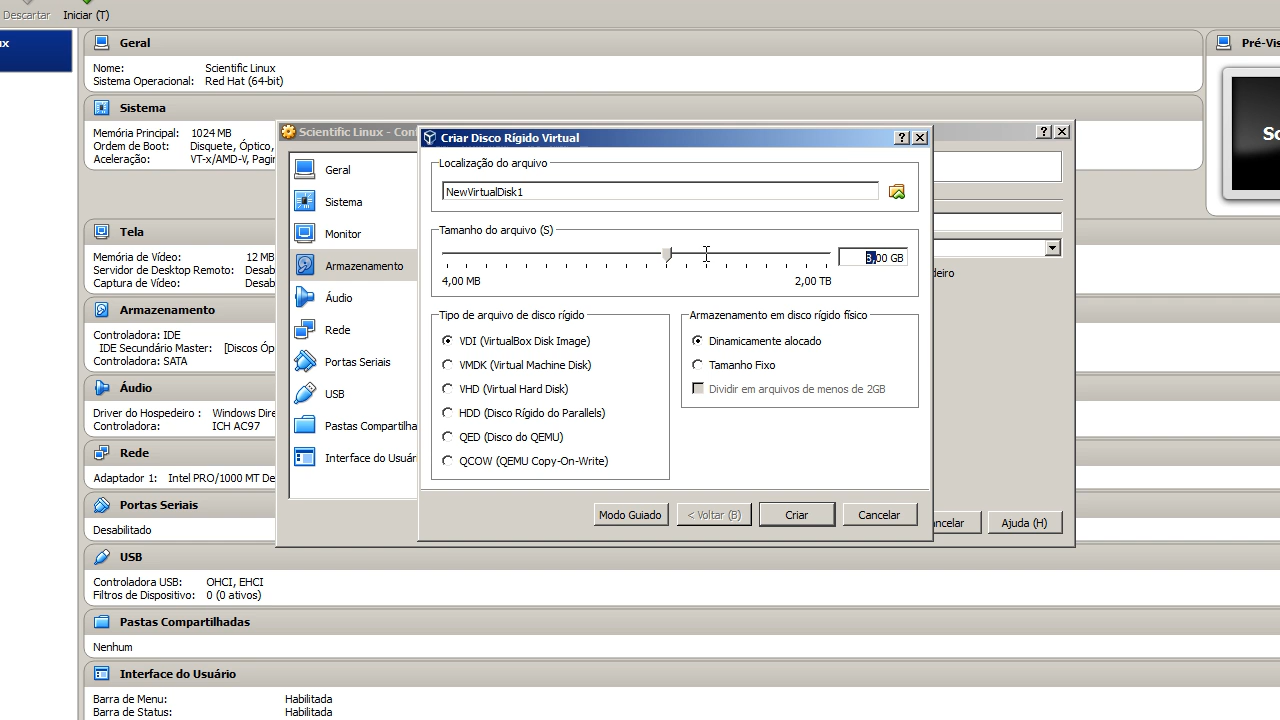 Descartar
Iniciar (T)
Geral
Nome: Scientific Linux
Sistema Operacional: Red Hat (64-bit)
Pré-Vis
Sc
Sistema
Memória Principal: 1024 MB
Ordem de Boot: Disquete, Óptico,
Aceleração: VT-x/AMD-V, Pagin
Tela
Memória de Vídeo: 12 MB
Servidor de Desktop Remoto: Desab
Captura de Vídeo: Desab
Armazenamento
Controladora: IDE
IDE Secundário Master: [Discos Óp
Controladora: SATA
Áudio
Driver do Hospedeiro : Windows Dire
Controladora: ICH AC97
Rede
Adaptador 1: Intel PRO/1000 MT De
Portas Seriais
Desabilitado
USB
Controladora USB: OHCI, EHCI
Filtros de Dispositivo: 0 (0 ativos)
Pastas Compartilhadas
Nenhum
Interface do Usuário
Barra de Menu: Habilitada
Barra de Status: Habilitada
Scientific Linux - Conf
Geral
Sistema
Monitor
Armazenamento
Áudio
Rede
Portas Seriais
USB
Pastas Compartilha
Interface do Usuár
deiro
ncelar
Ajuda (H)
Criar Disco Rígido Virtual
Localização do arquivo
NewVirtualDisk1
Tamanho do arquivo (S)
8,00 GB
4,00 MB
2,00 TB
Tipo de arquivo de disco rígido
VDI (VirtualBox Disk Image)
VMDK (Virtual Machine Disk)
VHD (Virtual Hard Disk)
HDD (Disco Rígido do Parallels)
QED (Disco do QEMU)
QCOW (QEMU Copy-On-Write)
Armazenamento em disco rígido físico
Dinamicamente alocado
Tamanho Fixo
Dividir em arquivos de menos de 2GB
Modo Guiado
< Voltar (B)
Criar
Cancelar